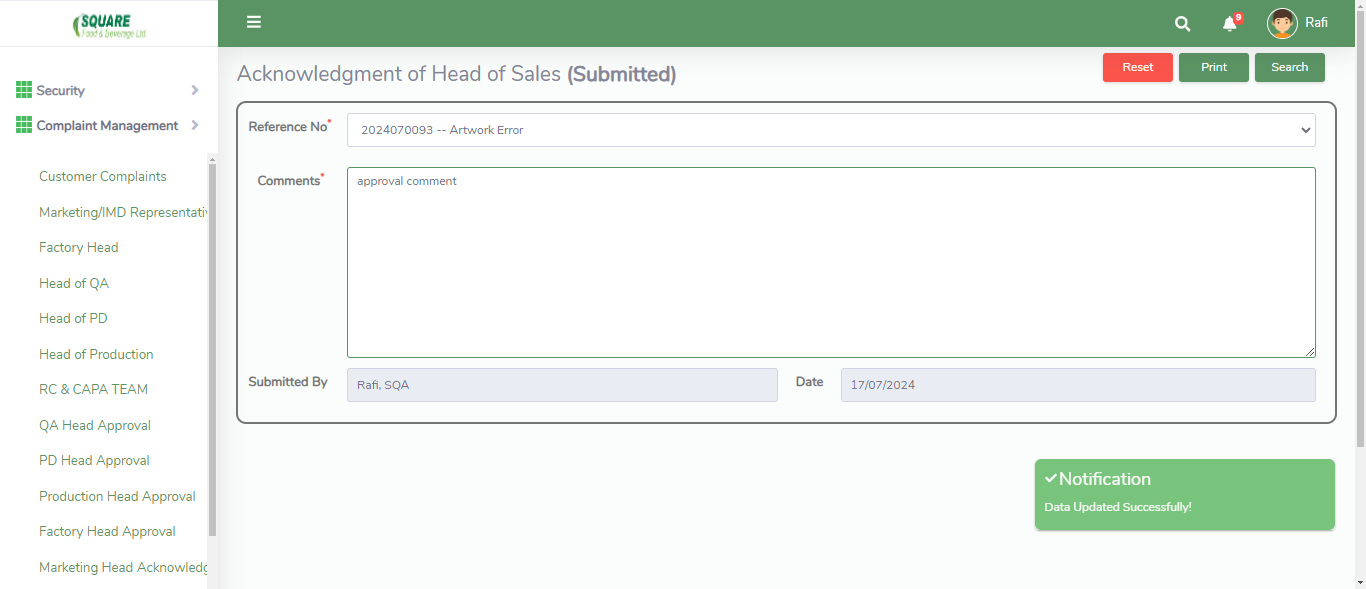 SQUARE
Food & Beverage Ltd.
9
Rafi
Security
Complaint Management
Customer Complaints
Marketing/IMD Representativ
Factory Head
Head of QA
Head of PD
Head of Production
RC & CAPA TEAM
QA Head Approval
PD Head Approval
Production Head Approval
Factory Head Approval
Marketing Head Acknowledg
Acknowledgment of Head of Sales (Submitted)
Reset
Print
Search
Reference No*
2024070093 -- Artwork Error
Comments*
approval comment
Submitted By
Rafi, SQA
Date
17/07/2024
Notification
Data Updated Successfully!